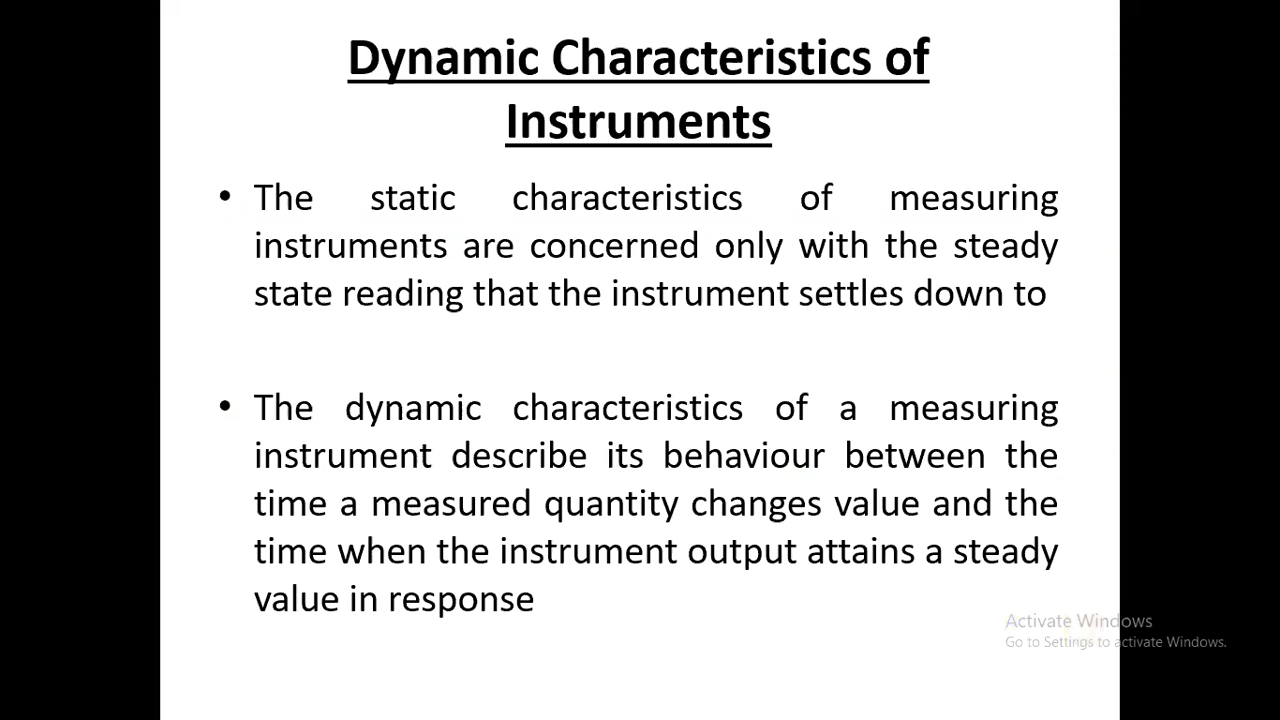 Dynamic Characteristics of
Instruments
• The static characteristics of measuring
instruments are concerned only with the steady
state reading that the instrument settles down to
• The dynamic characteristics of a measuring
instrument describe its behaviour between the
time a measured quantity changes value and the
time when the instrument output attains a steady
value in response
Activate Windows
Go to Settings to activate Windows.